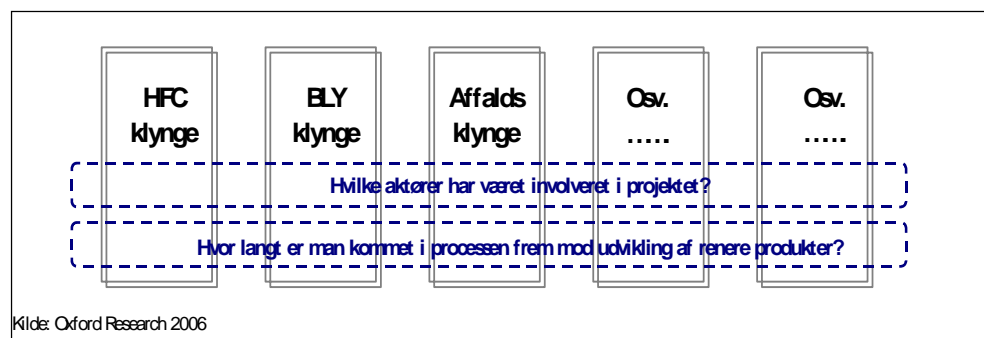 HFC
klynge
BLY
klynge
Affalds
klynge
Osv.
.....
Osv.
.....
Hvilke aktører har været involveret i projektet?
Hvor langt er man kommet i processen frem mod udvikling af renere produkter?
Kilde: Oxford Research 2006